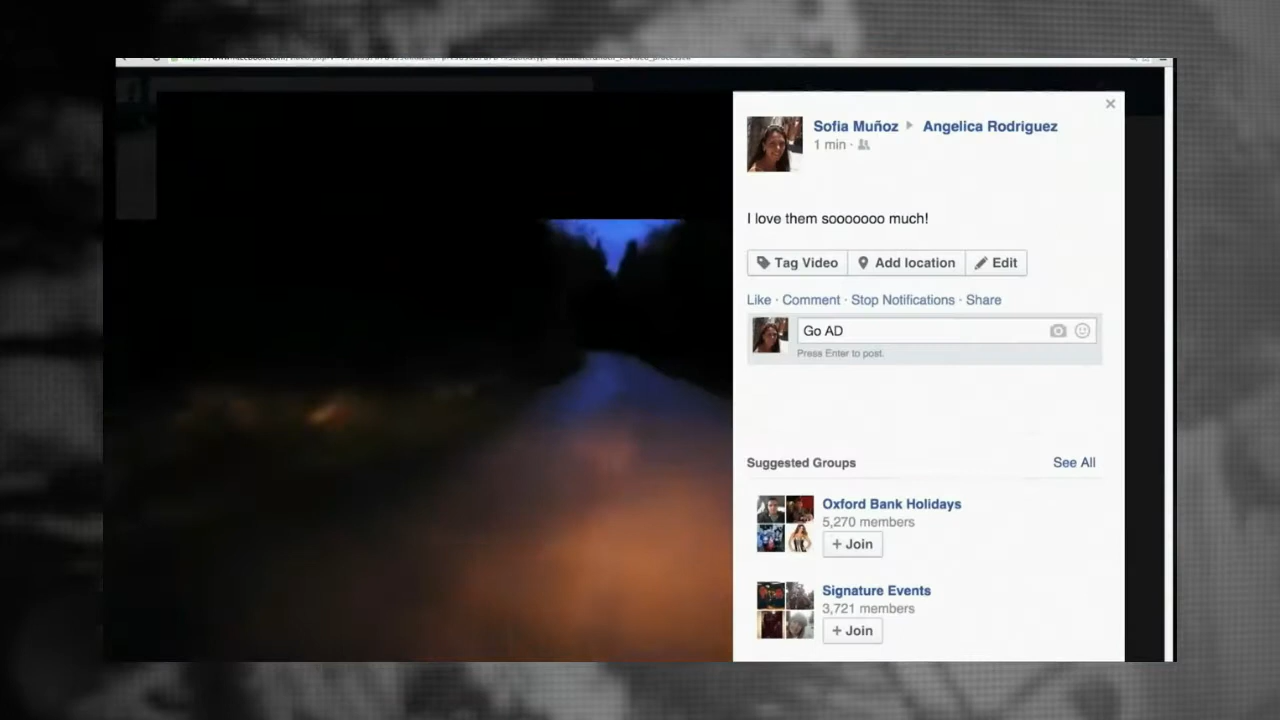 Sofia Muñoz ▸ Angelica Rodriguez
1 min ·
I love them sooooooo much!
Tag Video Add location Edit
Like · Comment · Stop Notifications · Share
Go AD
Press Enter to post.
Suggested Groups See All
Oxford Bank Holidays
5,270 members
+ Join
Signature Events
3,721 members
+ Join